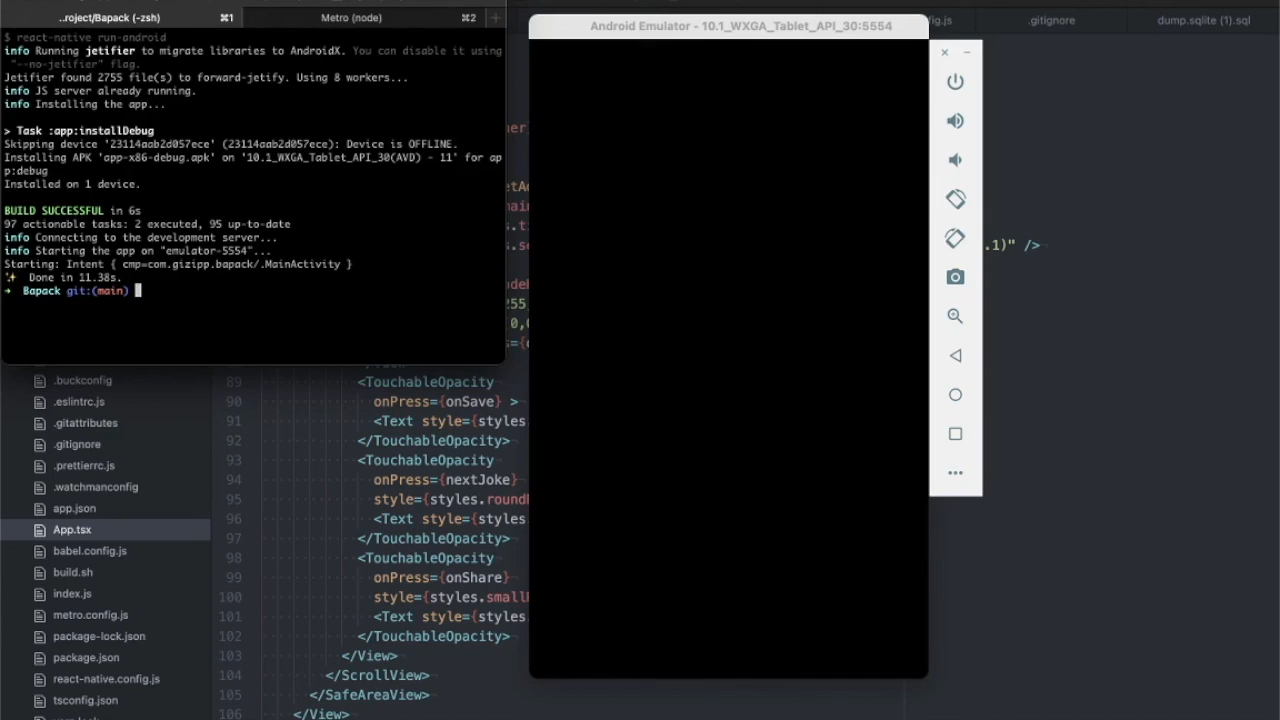 ..roject/Bapack (-zsh) ⌘1 Metro (node) ⌘2 +
$ react-native run-android
info Running jetifier to migrate libraries to AndroidX. You can disable it using
"--no-jetifier" flag.
Jetifier found 2755 file(s) to forward-jetify. Using 8 workers...
info JS server already running.
info Installing the app...
> Task :app:installDebug
Skipping device '23114aab2d057ece' (23114aab2d057ece): Device is OFFLINE.
Installing APK 'app-x86-debug.apk' on '10.1_WXGA_Tablet_API_30(AVD) - 11' for ap
p:debug
Installed on 1 device.
BUILD SUCCESSFUL in 6s
97 actionable tasks: 2 executed, 95 up-to-date
info Connecting to the development server...
info Starting the app on "emulator-5554"...
Starting: Intent { cmp=com.gizipp.bapack/.MainActivity }
✨ Done in 11.38s.
➜ Bapack git:(main)
Android Emulator - 10.1_WXGA_Tablet_API_30:5554
.gitignore
dump.sqlite (1).sql
.1)" />
.buckconfig
.eslintrc.js
.gitattributes
.gitignore
.prettierrc.js
.watchmanconfig
app.json
App.tsx
babel.config.js
build.sh
index.js
metro.config.js
package-lock.json
package.json
react-native.config.js
tsconfig.json
89 <TouchableOpacity
90 onPress={onSave} >
91 <Text style={styles.
92 </TouchableOpacity>
93 <TouchableOpacity
94 onPress={nextJoke}
95 style={styles.round
96 <Text style={styles.
97 </TouchableOpacity>
98 <TouchableOpacity
99 onPress={onShare}
100 style={styles.small
101 <Text style={styles.
102 </TouchableOpacity>
103 </View>
104 </ScrollView>
105 </SafeAreaView>
106 </View>